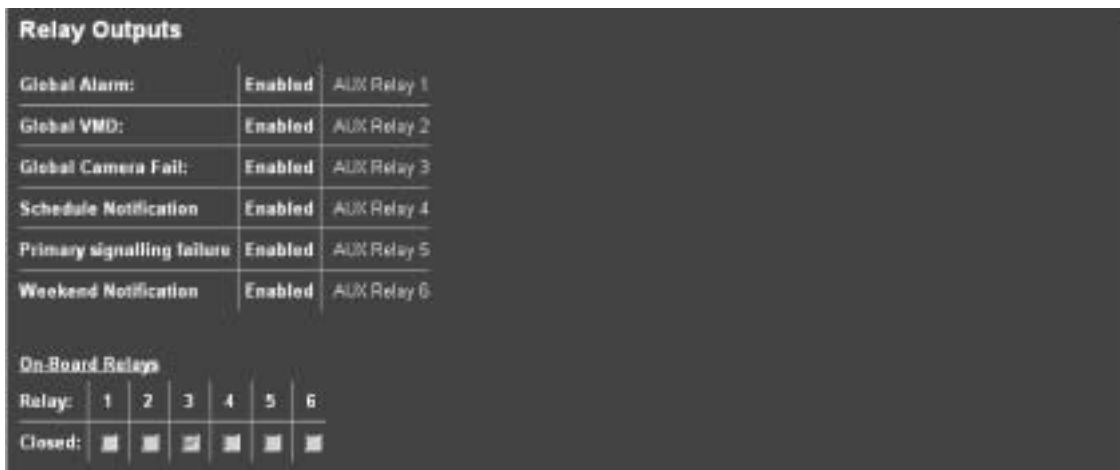 Relay Outputs
Global Alarm: Enabled AUX Relay 1
Global VMD: Enabled AUX Relay 2
Global Camera Fail: Enabled AUX Relay 3
Schedule Notification Enabled AUX Relay 4
Primary signalling failure Enabled AUX Relay 5
Weekend Notification Enabled AUX Relay 6
On-Board Relays
Relay: 1 2 3 4 5 6
Closed: